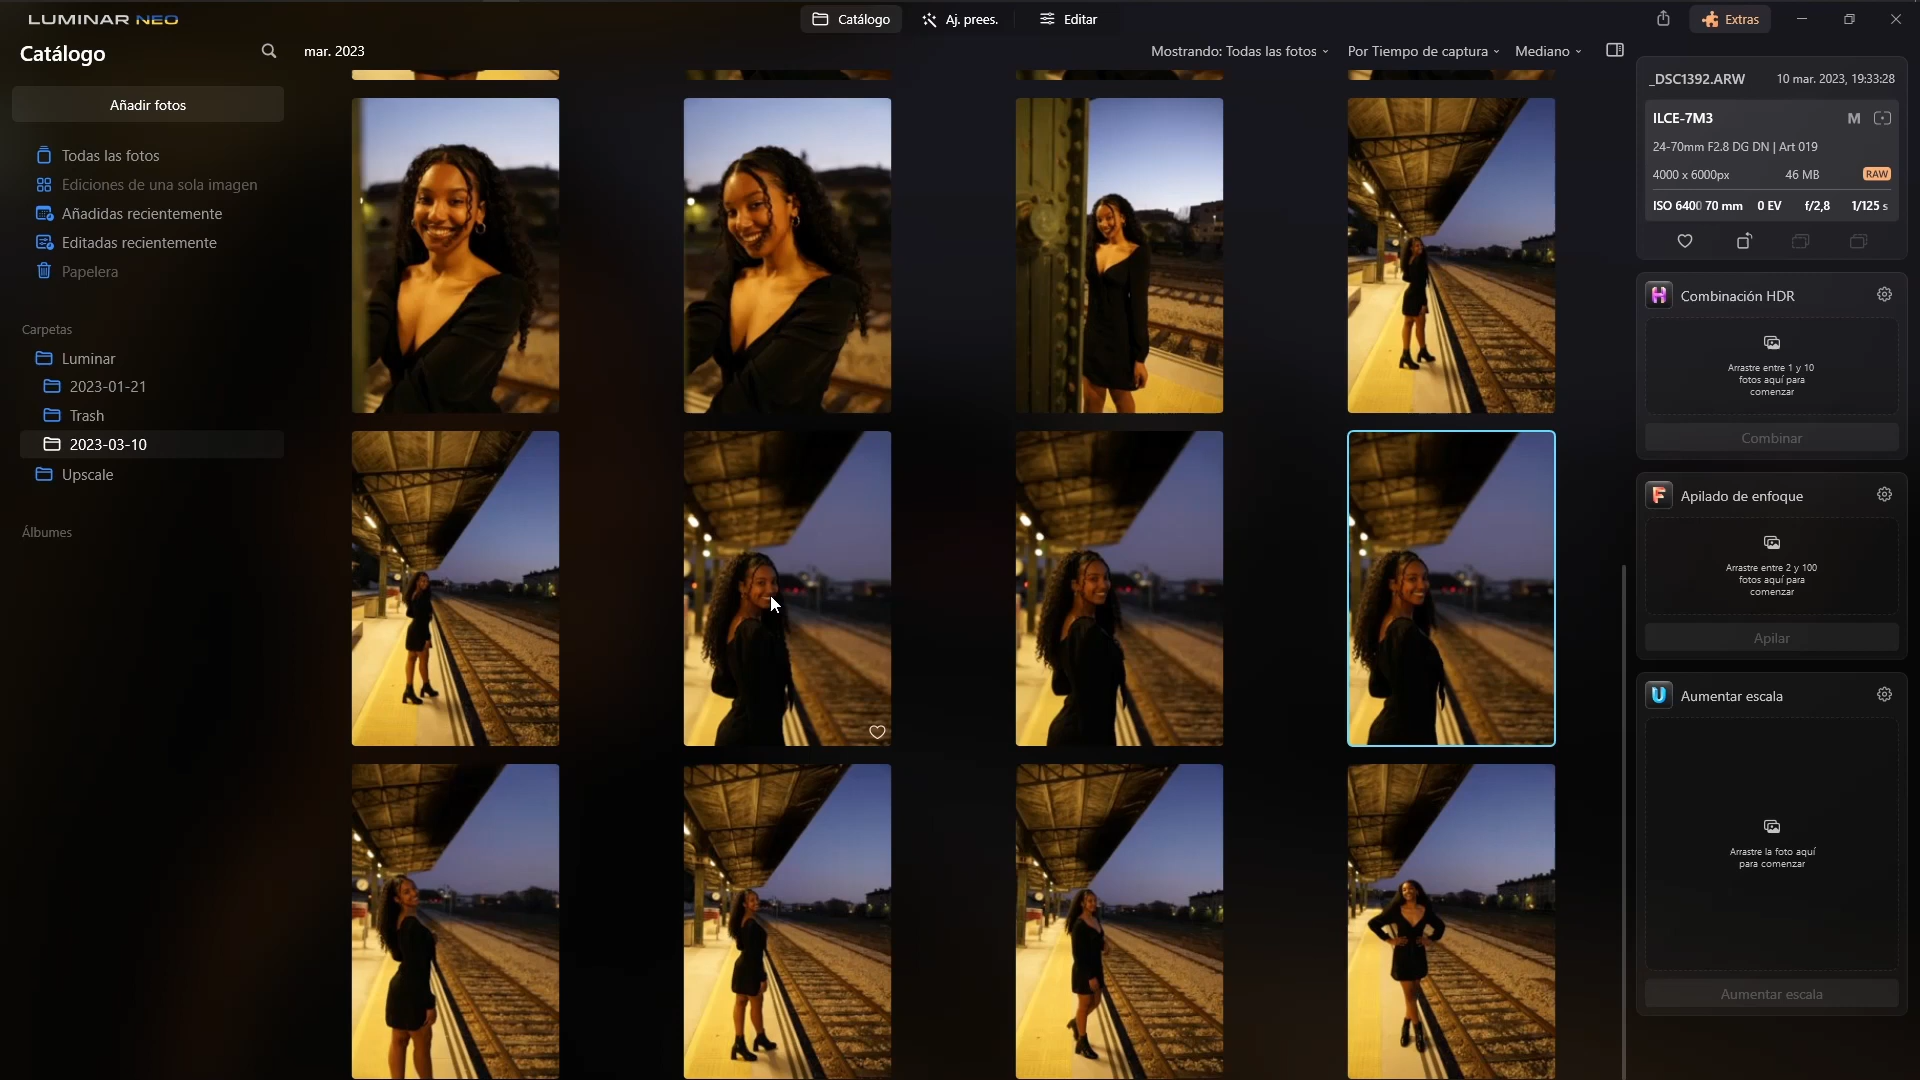 LUMINAR NEO
Catálogo
Aj. prees.
Editar
Extras
Catálogo
mar. 2023
Mostrando: Todas las fotos
Por Tiempo de captura
Mediano
Añadir fotos
Todas las fotos
Ediciones de una sola imagen
Añadidas recientemente
Editadas recientemente
Papelera
Carpetas
Luminar
2023-01-21
Trash
2023-03-10
Upscale
Álbumes
_DSC1392.ARW 10 mar. 2023, 19:33:28
ILCE-7M3 M
24-70mm F2.8 DG DN | Art 019
4000 x 6000px 46 MB RAW
ISO 6400 70 mm 0 EV f/2,8 1/125 s
H Combinación HDR
Arrastre entre 1 y 10
fotos aquí para
comenzar
Combinar
F Apilado de enfoque
Arrastre entre 2 y 100
fotos aquí para
comenzar
Apilar
U Aumentar escala
Arrastre la foto aquí
para comenzar
Aumentar escala